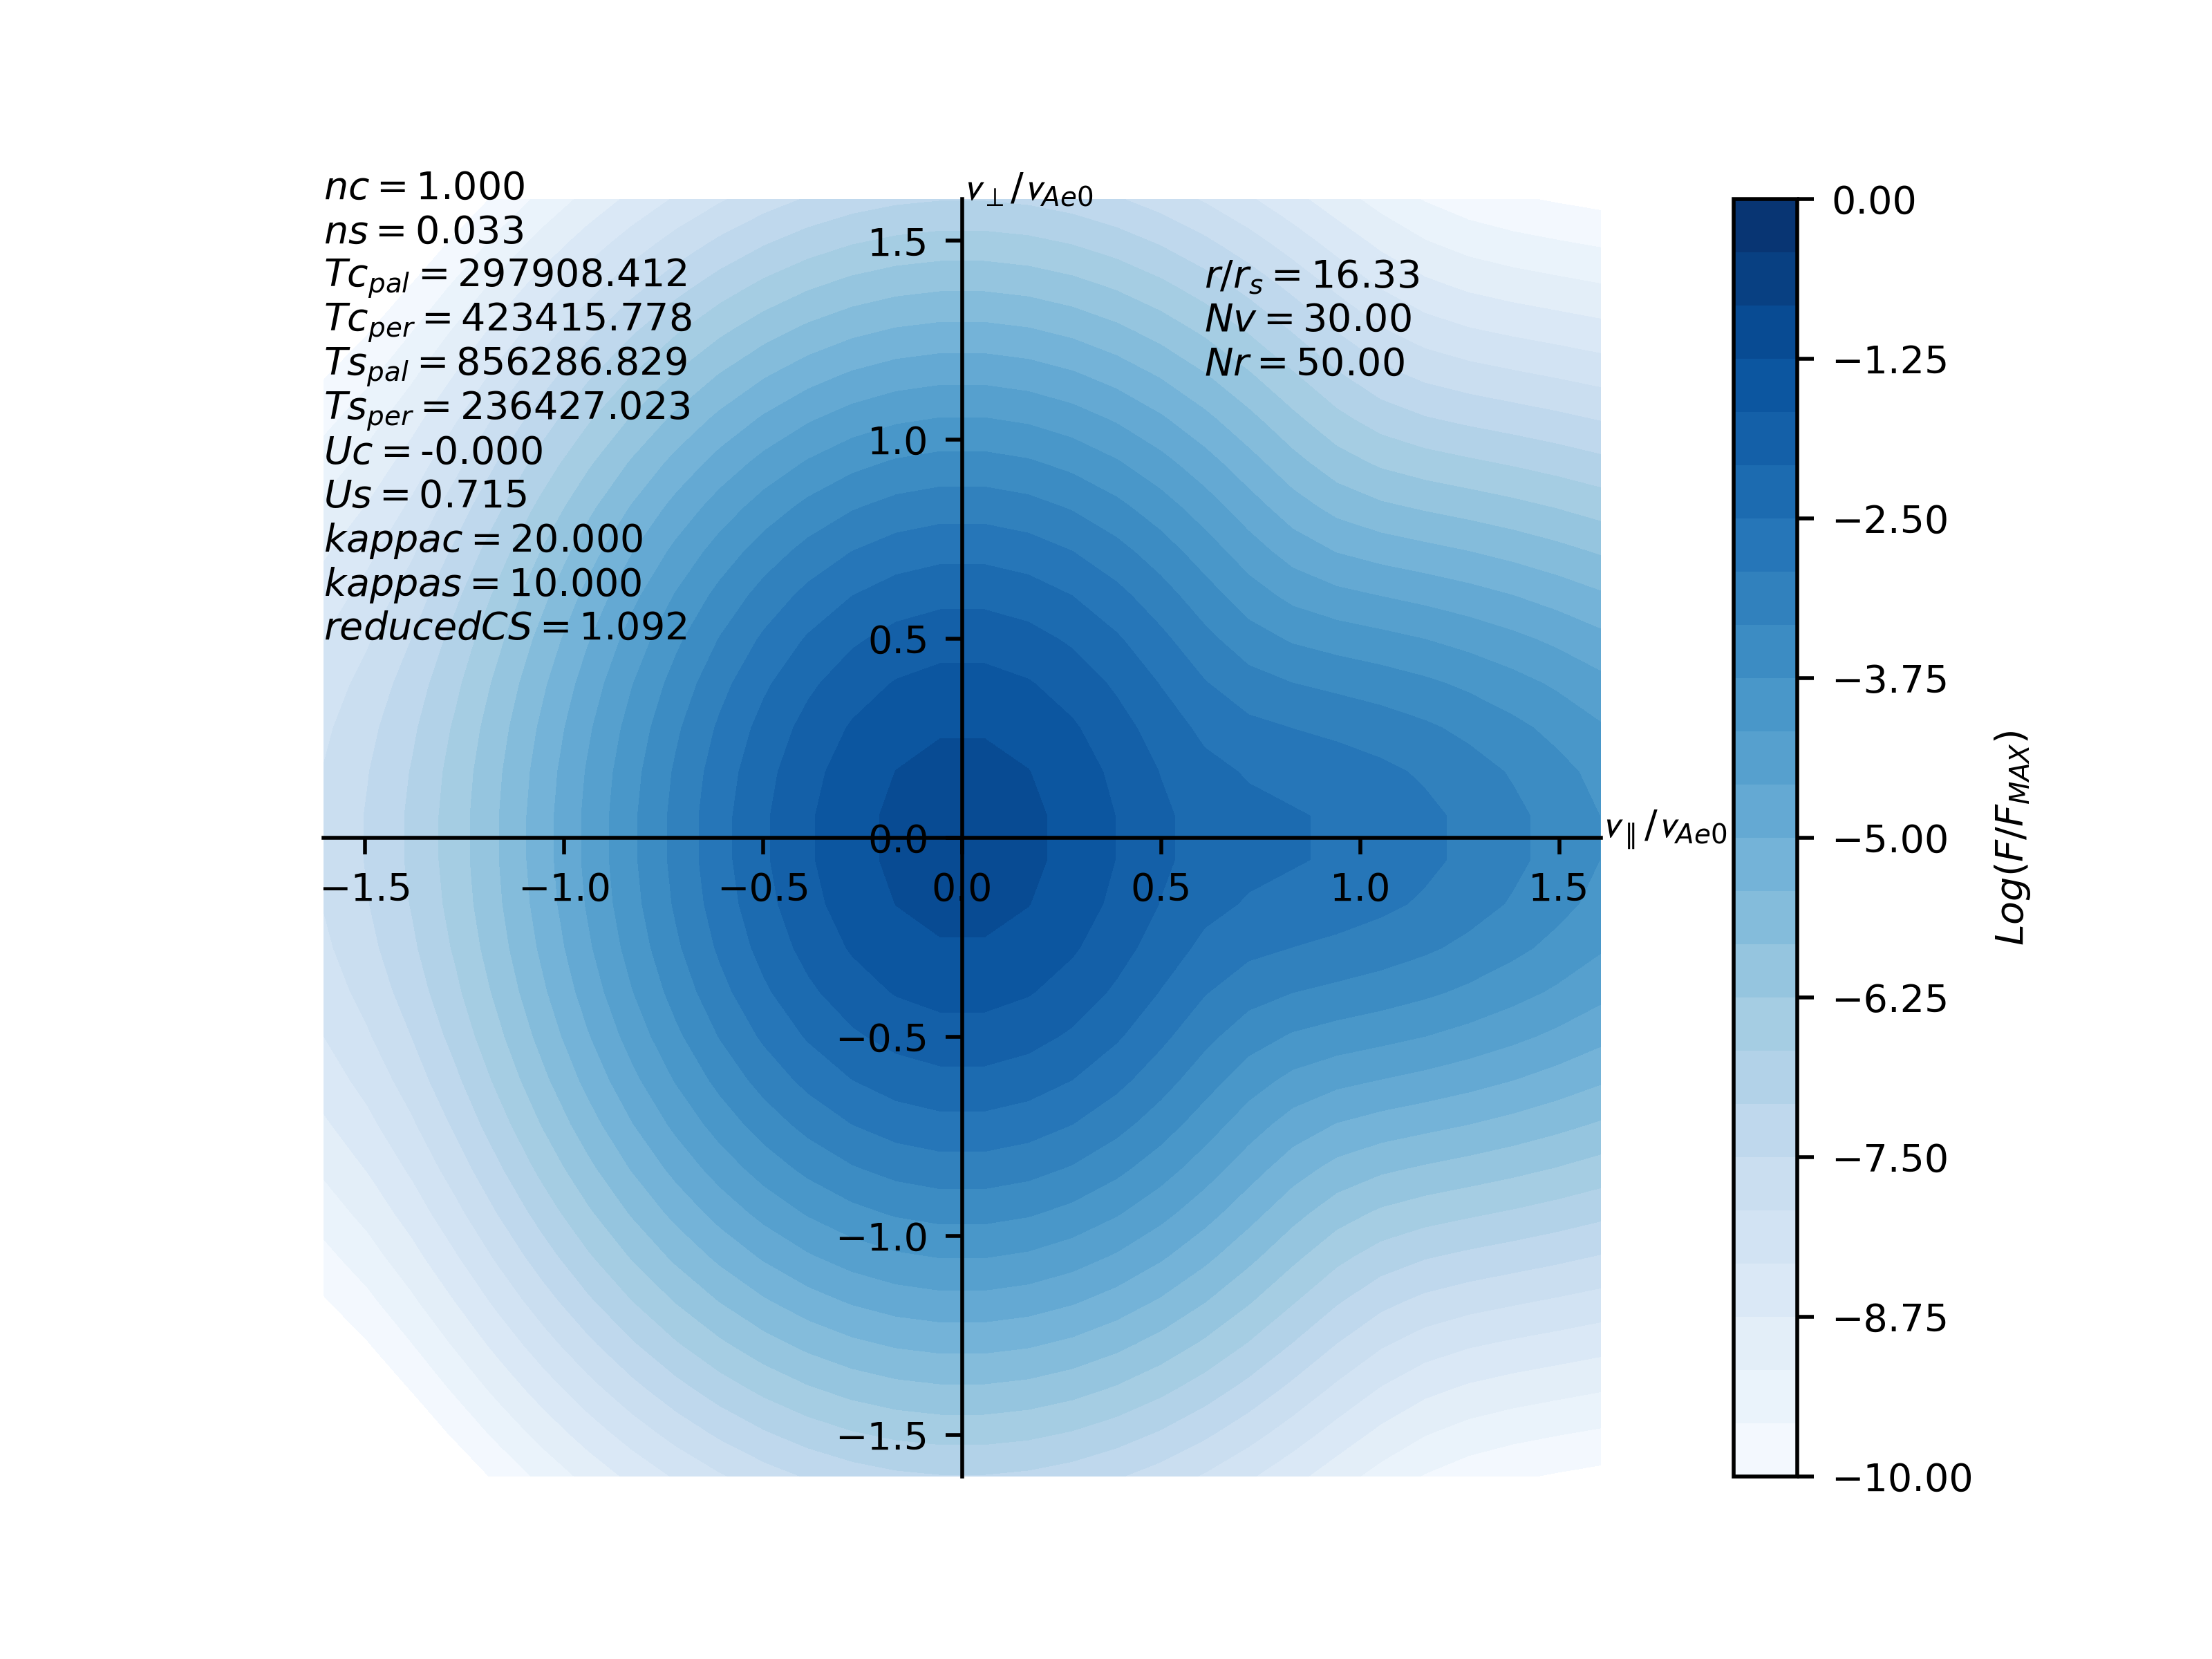 nc = 1.000
ns = 0.033
Tc_pal = 297908.412
Tc_per = 423415.778
Ts_pal = 856286.829
Ts_per = 236427.023
Uc = -0.000
Us = 0.715
kappac = 20.000
kappas = 10.000
reducedCS = 1.092
v⊥/v_Ae0
r/r_s = 16.33
Nv = 30.00
Nr = 50.00
1.5
1.0
0.5
0.0
−0.5
−1.0
−1.5
−1.5 −1.0 −0.5 0.0 0.5 1.0 1.5
v∥/v_Ae0
0.00
−1.25
−2.50
−3.75
−5.00
−6.25
−7.50
−8.75
−10.00
Log(F/F_MAX)